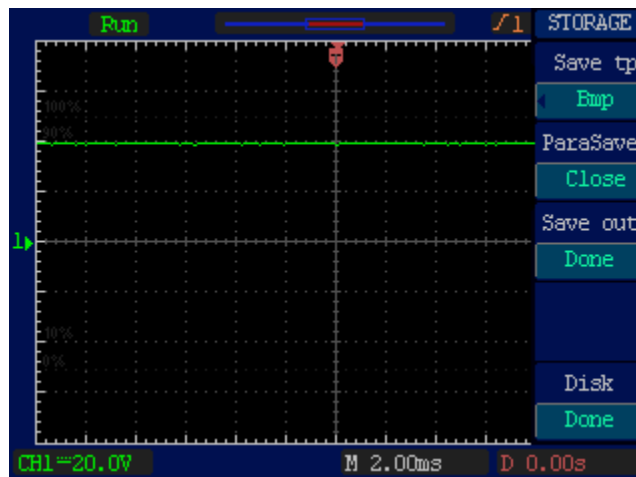 Run
1
STORAGE
Save tp
Bmp
100%
90%
ParaSave
Close
Save out
1
Done
10%
0%
Disk
Done
CH1 20.0V
M 2.00ms
D 0.00s